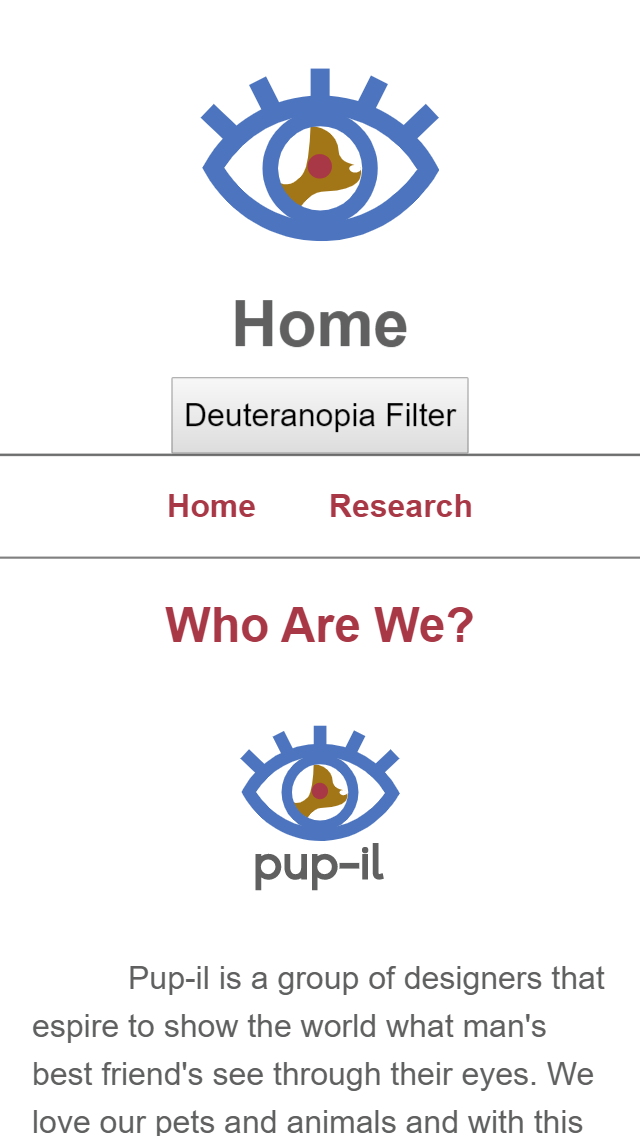 Home
Deuteranopia Filter
Home Research
Who Are We?
pup-il
Pup-il is a group of designers that
espire to show the world what man's
best friend's see through their eyes. We
love our pets and animals and with this